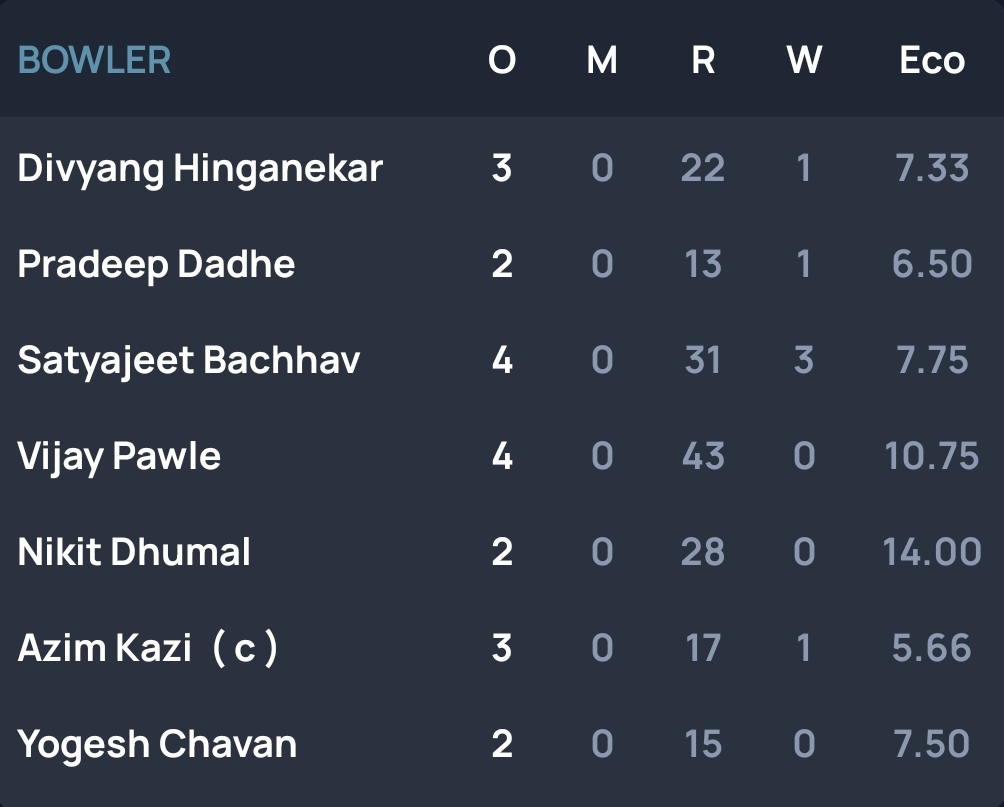 BOWLER O M R W Eco
Divyang Hinganekar 3 0 22 1 7.33
Pradeep Dadhe 2 0 13 1 6.50
Satyajeet Bachhav 4 0 31 3 7.75
Vijay Pawle 4 0 43 0 10.75
Nikit Dhumal 2 0 28 0 14.00
Azim Kazi ( c ) 3 0 17 1 5.66
Yogesh Chavan 2 0 15 0 7.50